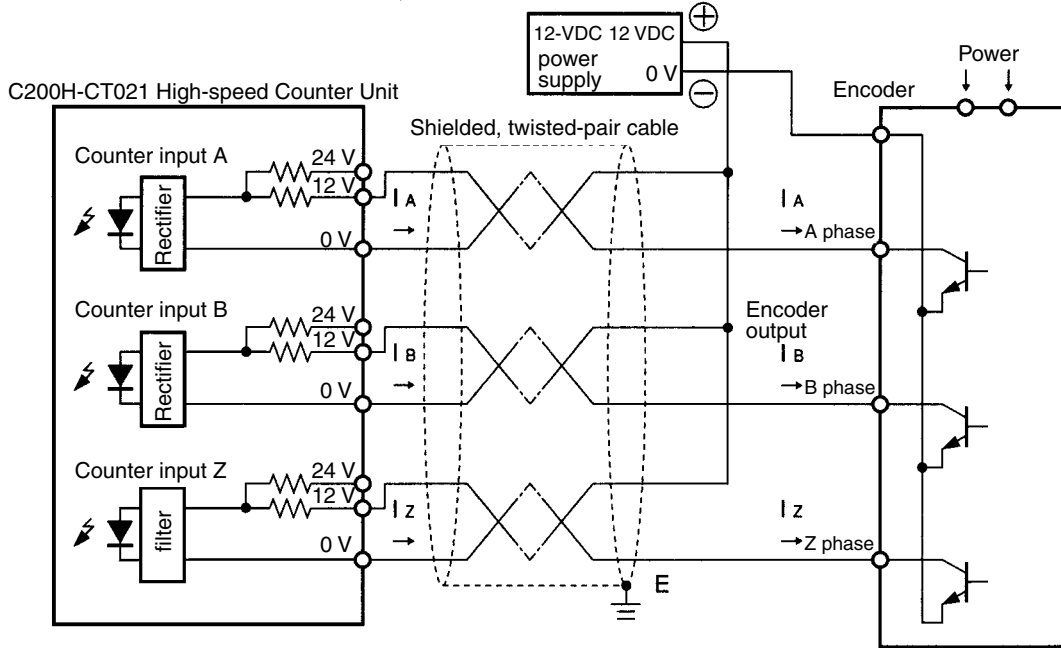 12-VDC 12 VDC
power
supply 0 V
+
−
Power
Encoder
C200H-CT021 High-speed Counter Unit
Shielded, twisted-pair cable
Counter input A
24 V
12 V
Rectifier
0 V
I A
I A
A phase
Counter input B
24 V
12 V
Rectifier
0 V
I B
Encoder
output
I B
B phase
Counter input Z
24 V
12 V
filter
0 V
I Z
I Z
Z phase
E